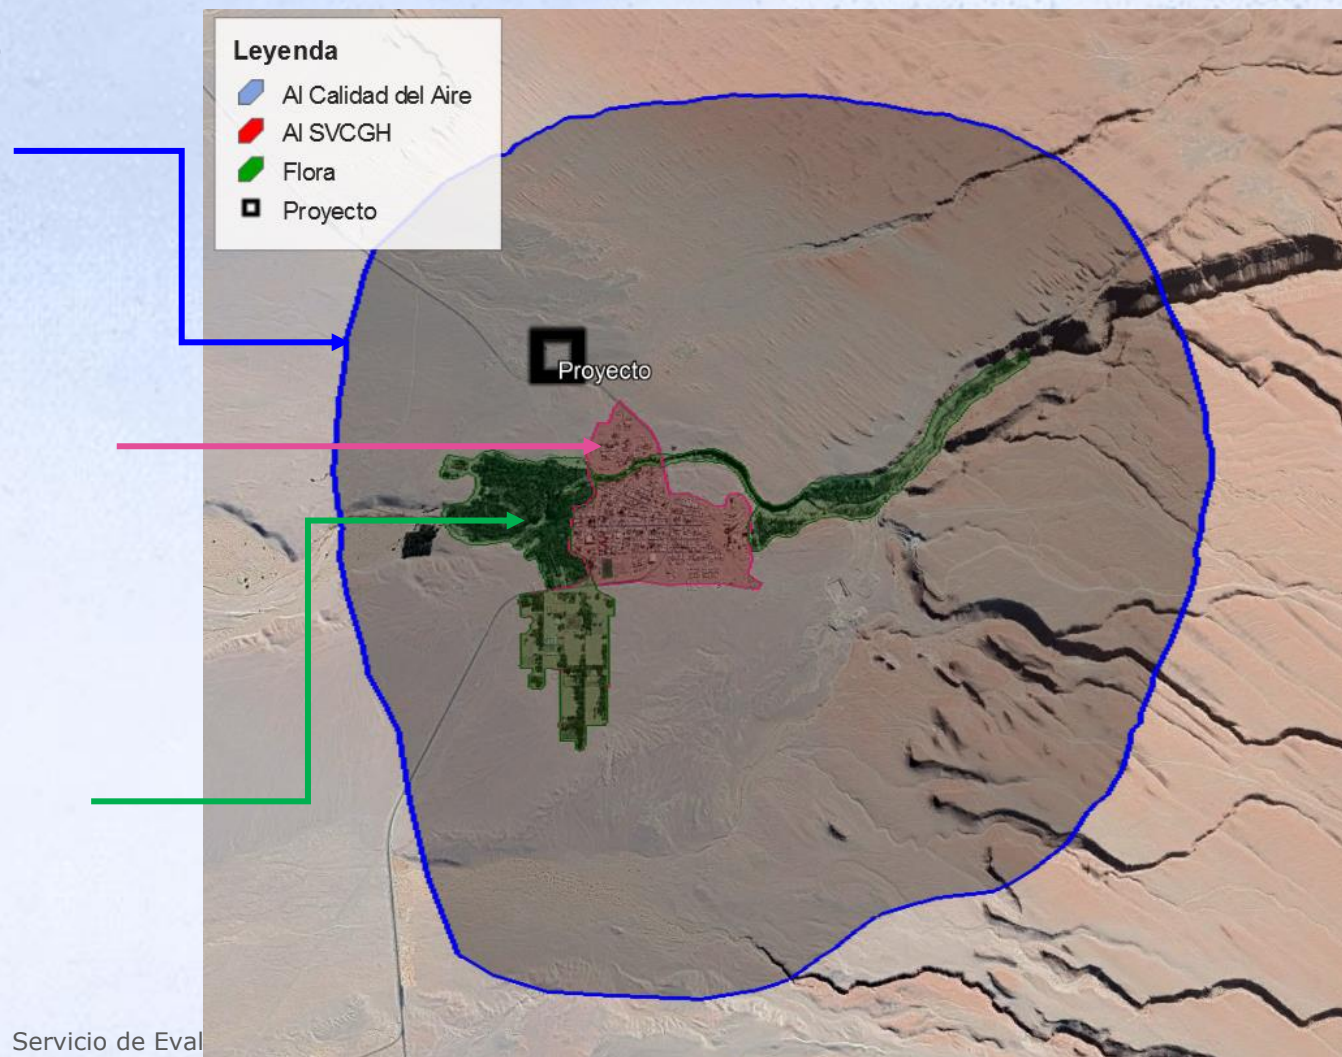 Leyenda
AI Calidad del Aire
AI SVCGH
Flora
Proyecto
Proyecto
Servicio de Eval